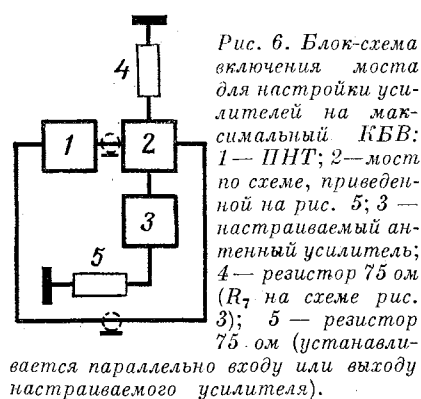 4
1
2
3
5
Рис. 6. Блок-схема
включения моста
для настройки уси-
лителей на мак-
симальный КБВ:
1 — ПНТ; 2—мост
по схеме, приведен-
ной на рис. 5; 3 —
настраиваемый ан-
тенный усилитель;
4— резистор 75 ом
(R₇ на схеме рис.
3); 5 — резистор
75 ом (устанавли-
вается параллельно входу или выходу
настраиваемого усилителя).